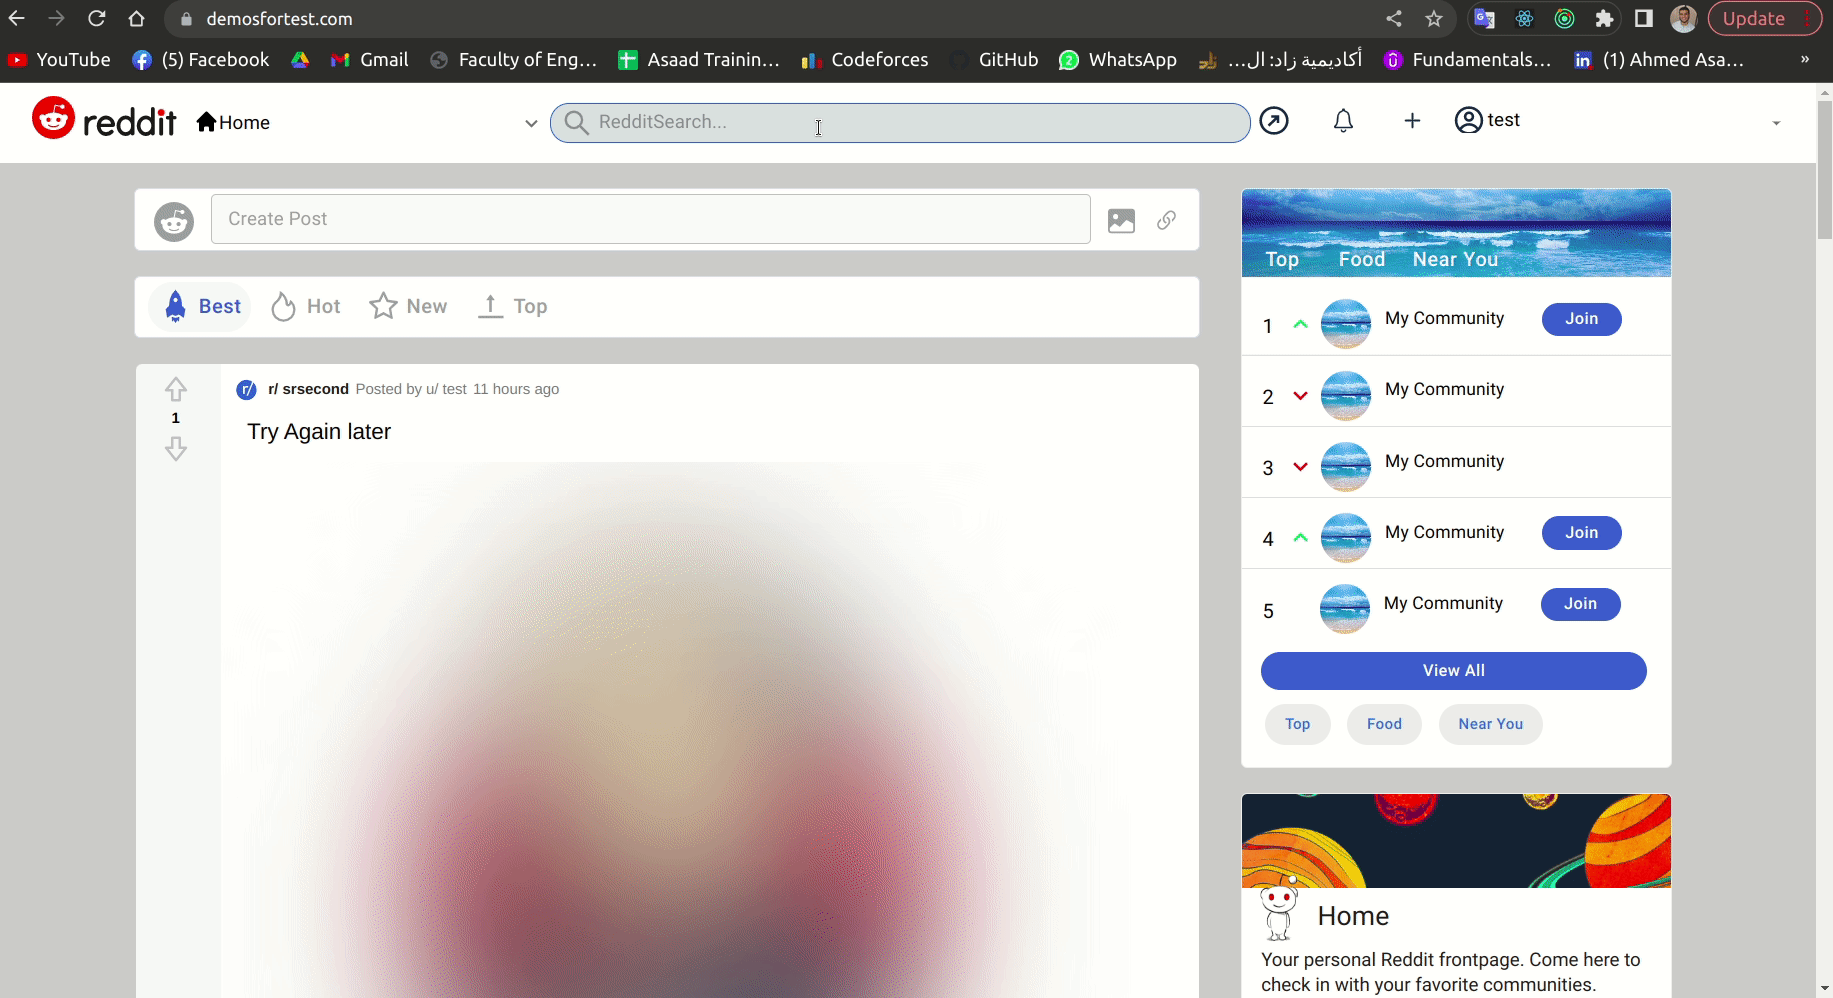 demosfortest.com
Update
YouTube
(5) Facebook
Gmail
Faculty of Eng...
Asaad Trainin...
Codeforces
GitHub
2
WhatsApp
أكاديمية زاد: ال...
Fundamentals...
(1) Ahmed Asa...
»
reddit
Home
RedditSearch...
test
Create Post
Best
Hot
New
Top
r/ srsecond Posted by u/ test 11 hours ago
1
Try Again later
Top Food Near You
1 My Community Join
2 My Community
3 My Community
4 My Community Join
5 My Community Join
View All
Top Food Near You
Home
Your personal Reddit frontpage. Come here to
check in with your favorite communities.